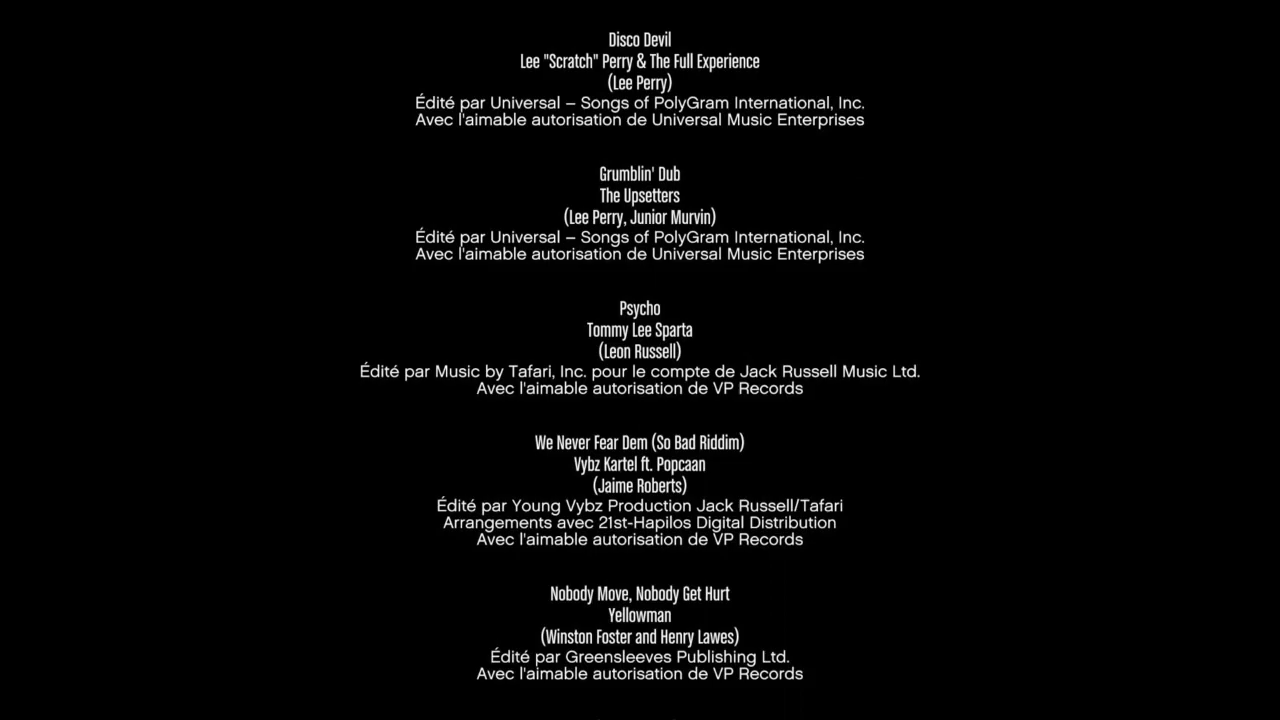 Disco Devil
Lee "Scratch" Perry & The Full Experience
(Lee Perry)
Édité par Universal – Songs of PolyGram International, Inc.
Avec l'aimable autorisation de Universal Music Enterprises
Grumblin' Dub
The Upsetters
(Lee Perry, Junior Murvin)
Édité par Universal – Songs of PolyGram International, Inc.
Avec l'aimable autorisation de Universal Music Enterprises
Psycho
Tommy Lee Sparta
(Leon Russell)
Édité par Music by Tafari, Inc. pour le compte de Jack Russell Music Ltd.
Avec l'aimable autorisation de VP Records
We Never Fear Dem (So Bad Riddim)
Vybz Kartel ft. Popcaan
(Jaime Roberts)
Édité par Young Vybz Production Jack Russell/Tafari
Arrangements avec 21st-Hapilos Digital Distribution
Avec l'aimable autorisation de VP Records
Nobody Move, Nobody Get Hurt
Yellowman
(Winston Foster and Henry Lawes)
Édité par Greensleeves Publishing Ltd.
Avec l'aimable autorisation de VP Records